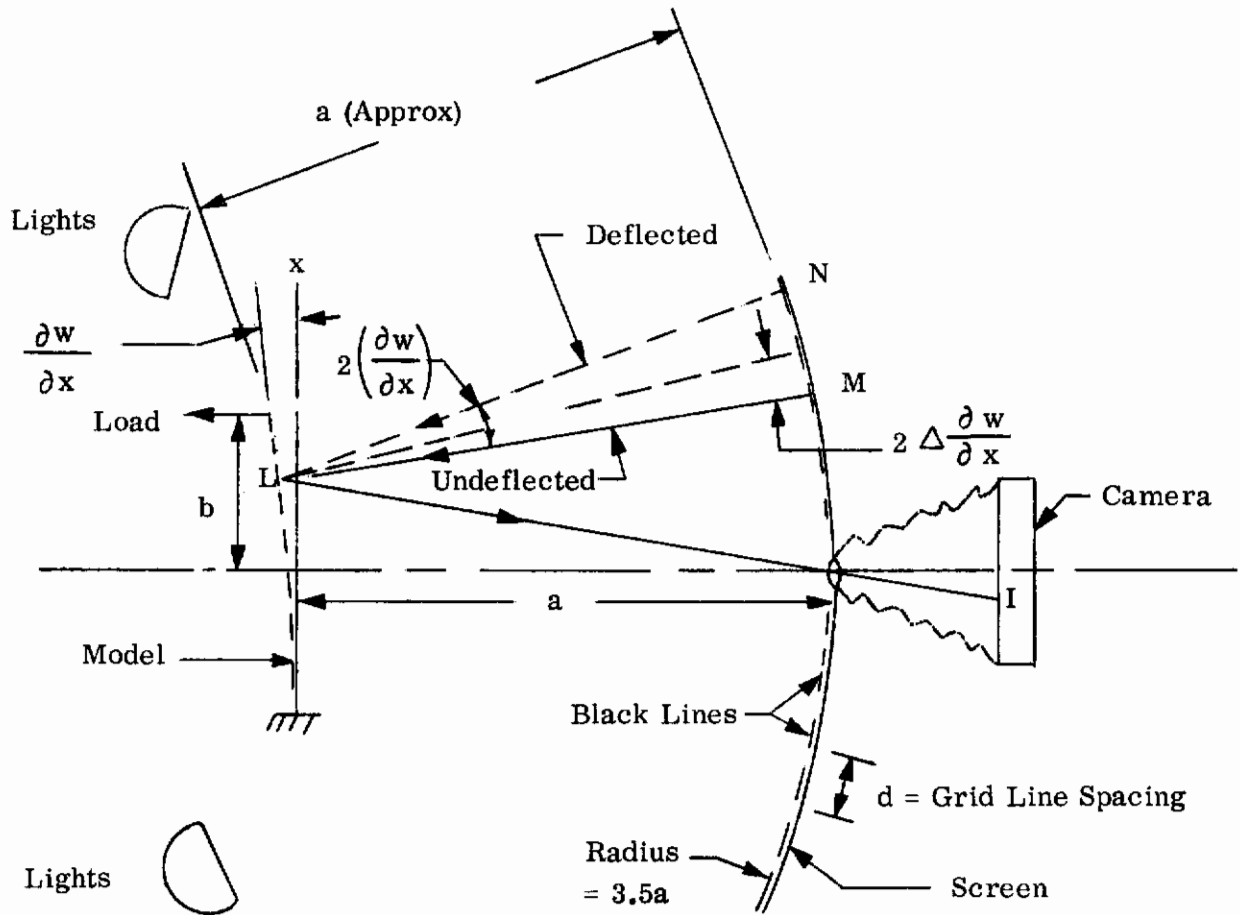 a (Approx)
Lights
Deflected
x
N
∂w
∂x
2(∂w/∂x)
M
Load
2 △ ∂w/∂x
L
Undeflected
Camera
b
a
I
Model
Black Lines
d = Grid Line Spacing
Radius
= 3.5a
Screen
Lights